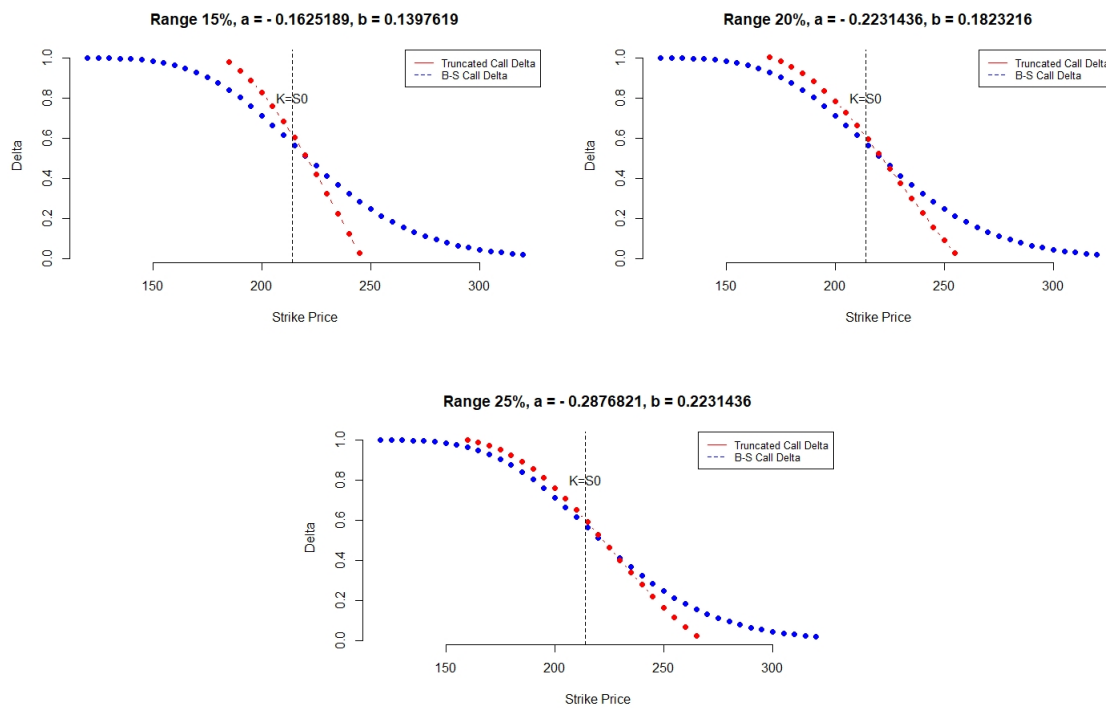 Range 15%, a = - 0.1625189, b = 0.1397619
Truncated Call Delta
B-S Call Delta
K=S0
Delta
0.0 0.2 0.4 0.6 0.8 1.0
150 200 250 300
Strike Price
Range 20%, a = - 0.2231436, b = 0.1823216
Truncated Call Delta
B-S Call Delta
K=S0
Delta
0.0 0.2 0.4 0.6 0.8 1.0
150 200 250 300
Strike Price
Range 25%, a = - 0.2876821, b = 0.2231436
Truncated Call Delta
B-S Call Delta
K=S0
Delta
0.0 0.2 0.4 0.6 0.8 1.0
150 200 250 300
Strike Price